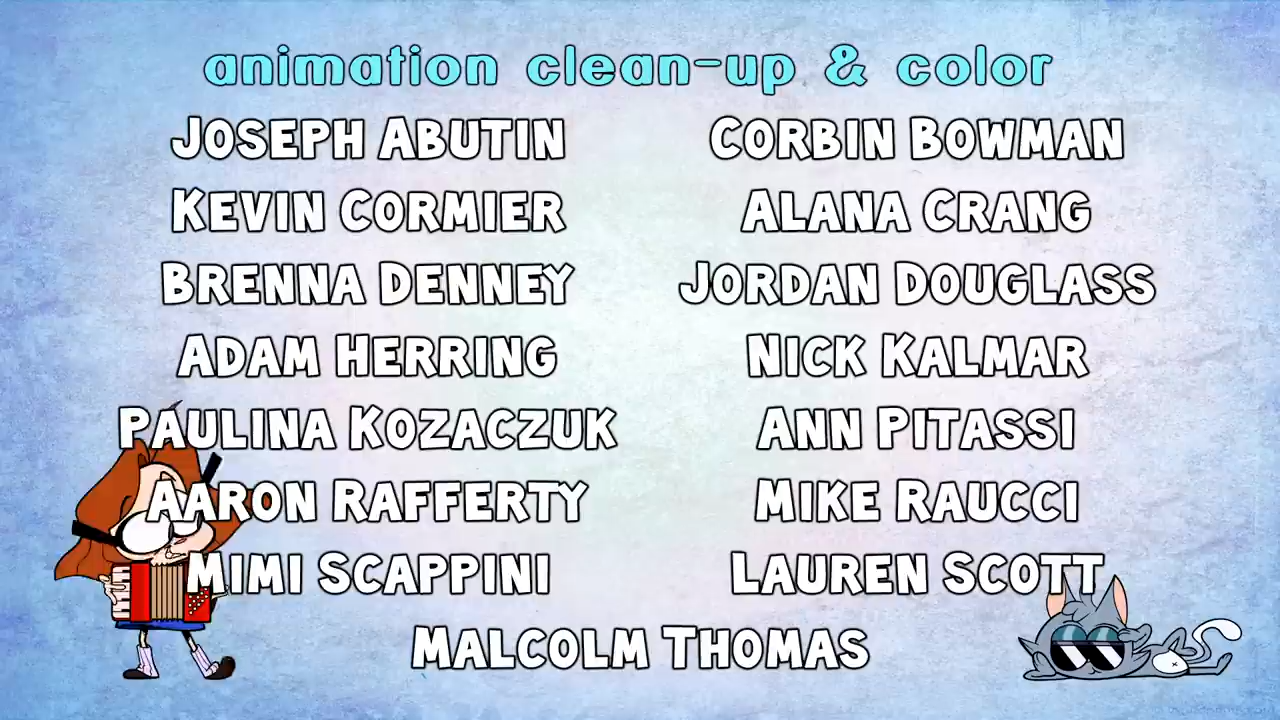 animation clean-up & color
JOSEPH ABUTIN CORBIN BOWMAN
KEVIN CORMIER ALANA CRANG
BRENNA DENNEY JORDAN DOUGLASS
ADAM HERRING NICK KALMAR
PAULINA KOZACZUK ANN PITASSI
AARON RAFFERTY MIKE RAUCCI
MIMI SCAPPINI LAUREN SCOTT
MALCOLM THOMAS